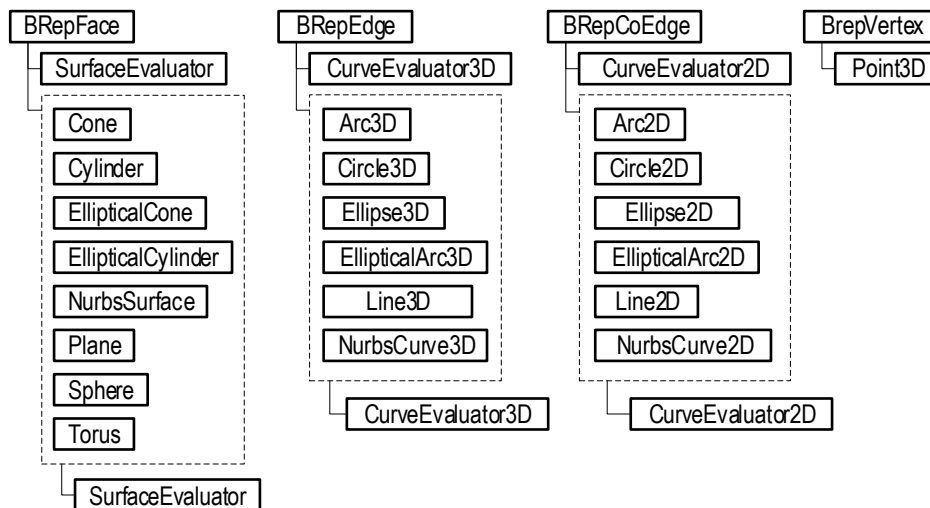 BRepFace
SurfaceEvaluator
Cone
Cylinder
EllipticalCone
EllipticalCylinder
NurbsSurface
Plane
Sphere
Torus
SurfaceEvaluator
BRepEdge
CurveEvaluator3D
Arc3D
Circle3D
Ellipse3D
EllipticalArc3D
Line3D
NurbsCurve3D
CurveEvaluator3D
BRepCoEdge
CurveEvaluator2D
Arc2D
Circle2D
Ellipse2D
EllipticalArc2D
Line2D
NurbsCurve2D
CurveEvaluator2D
BrepVertex
Point3D